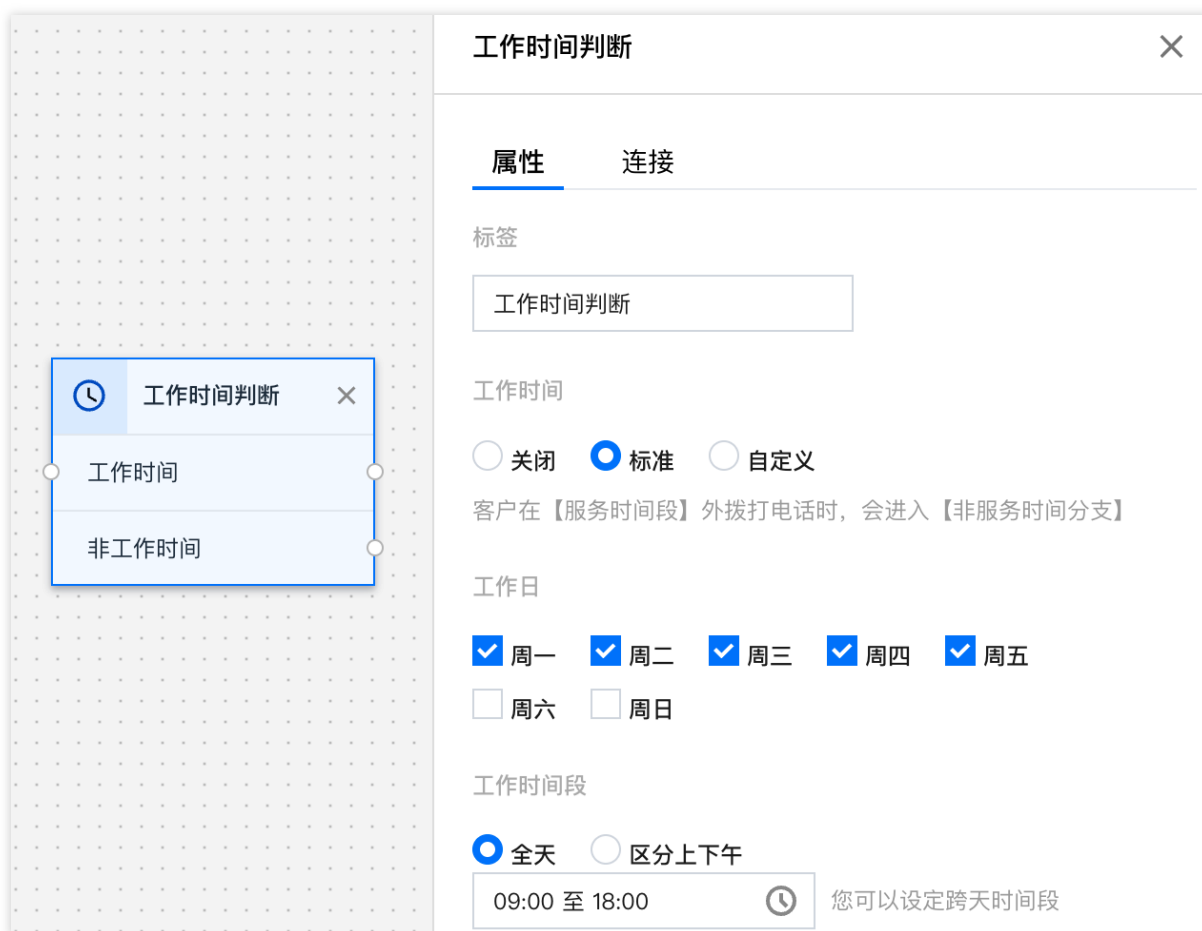 工作时间判断
属性 连接
标签
工作时间判断
工作时间
关闭 标准 自定义
客户在【服务时间段】外拨打电话时，会进入【非服务时间分支】
工作日
周一 周二 周三 周四 周五
周六 周日
工作时间段
全天 区分上下午
09:00 至 18:00 您可以设定跨天时间段
工作时间判断
工作时间
非工作时间